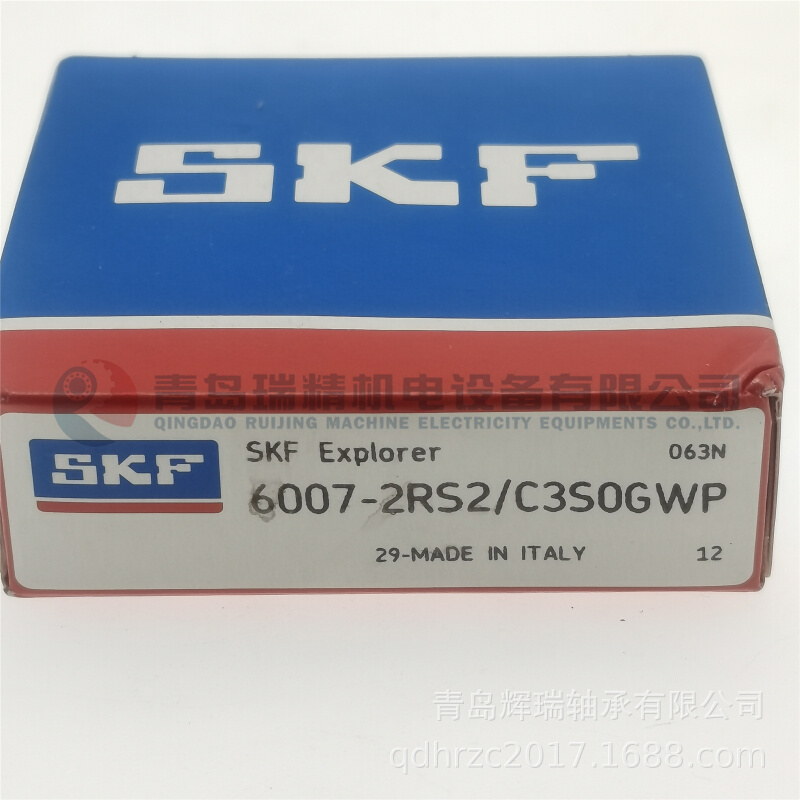 SKF
青岛瑞精机电设备有限公司
QINGDAO RUIJING MACHINE ELECTRICITY EQUIPMENTS CO.,LTD.
SKF
SKF Explorer
063N
6007-2RS2/C3S0GWP
29-MADE IN ITALY
12
青岛辉瑞轴承有限公司
qdhrzc2017.1688.com